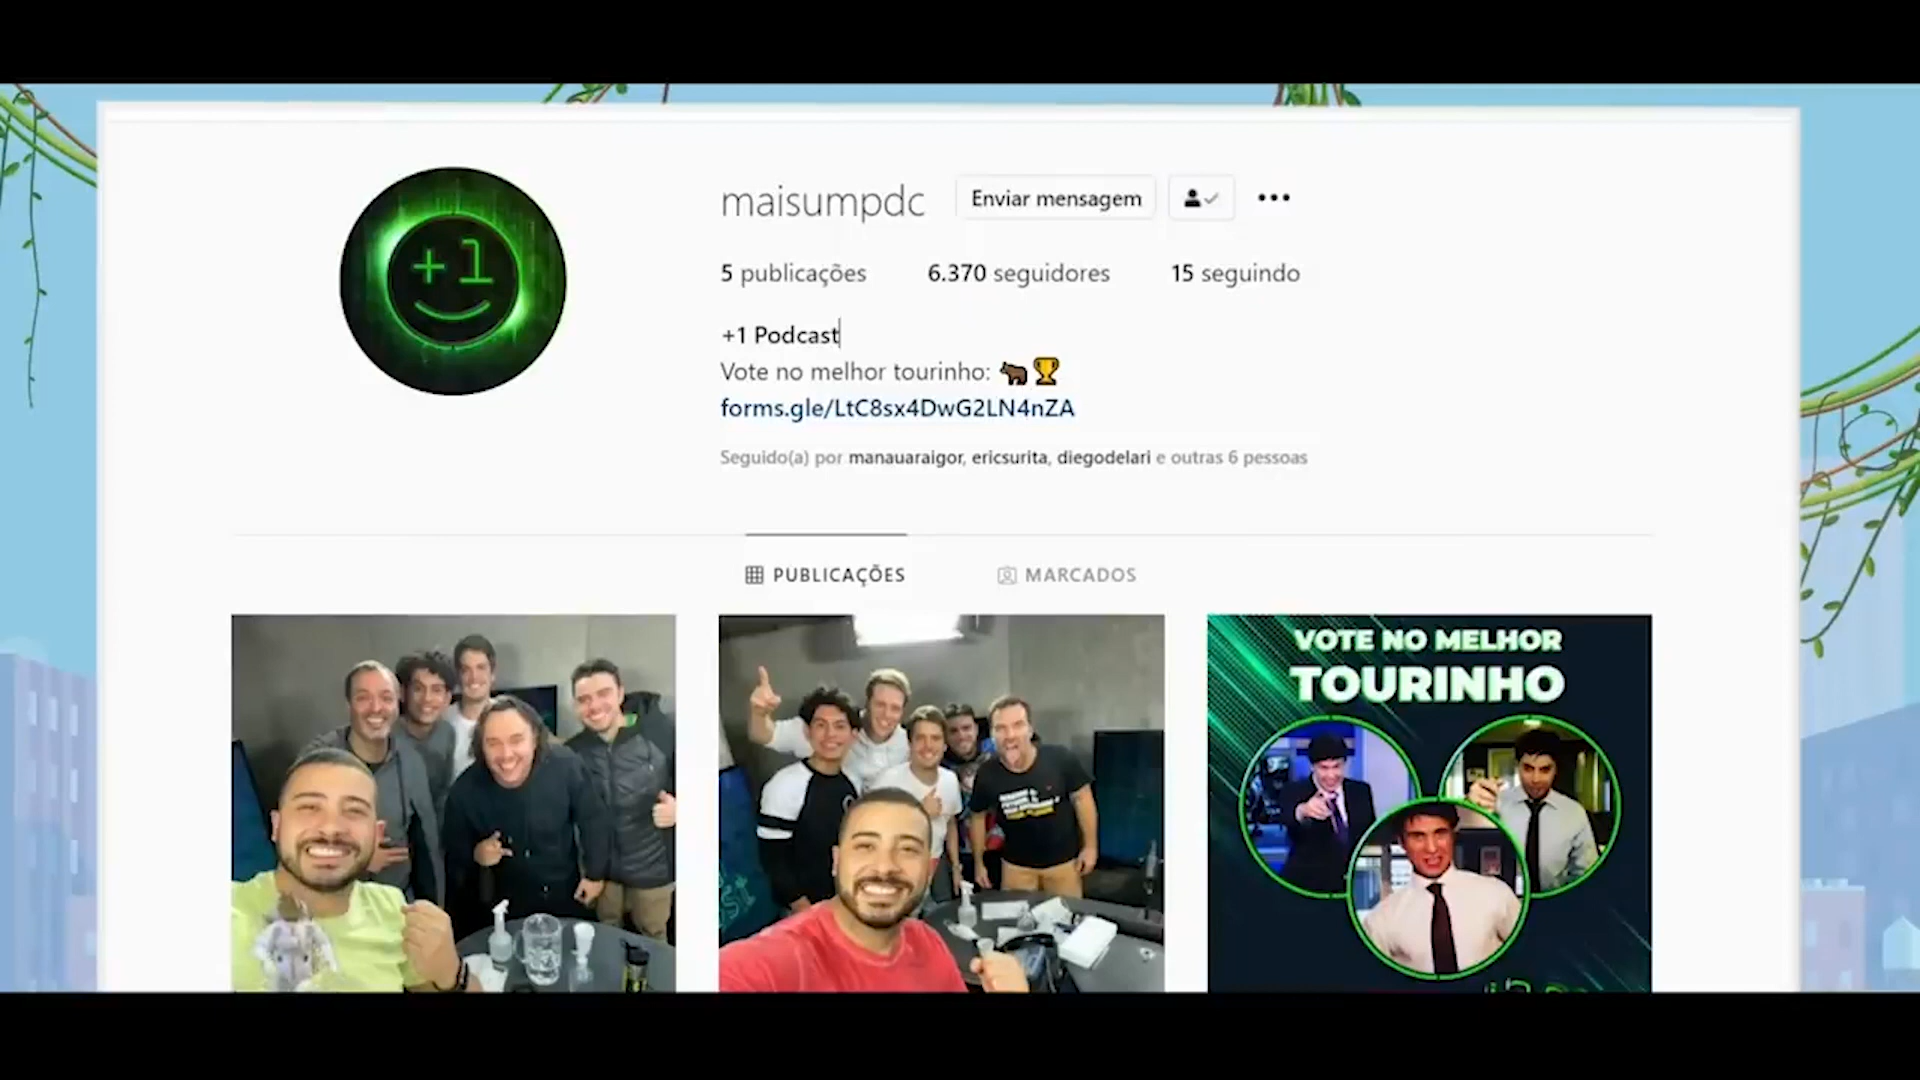 +1
maisumpdc
Enviar mensagem
5 publicações 6.370 seguidores 15 seguindo
+1 Podcast
Vote no melhor tourinho: 🐂🏆
forms.gle/LtC8sx4DwG2LN4nZA
Seguido(a) por manauaraigor, ericsurita, diegodelari e outras 6 pessoas
PUBLICAÇÕES MARCADOS
VOTE NO MELHOR
TOURINHO